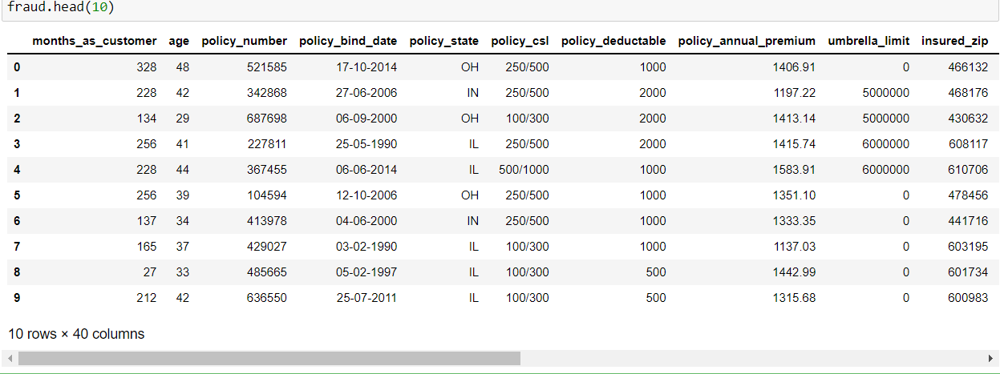 fraud.head(10)
months_as_customer age policy_number policy_bind_date policy_state policy_csl policy_deductable policy_annual_premium umbrella_limit insured_zip
0 328 48 521585 17-10-2014 OH 250/500 1000 1406.91 0 466132
1 228 42 342868 27-06-2006 IN 250/500 2000 1197.22 5000000 468176
2 134 29 687698 06-09-2000 OH 100/300 2000 1413.14 5000000 430632
3 256 41 227811 25-05-1990 IL 250/500 2000 1415.74 6000000 608117
4 228 44 367455 06-06-2014 IL 500/1000 1000 1583.91 6000000 610706
5 256 39 104594 12-10-2006 OH 250/500 1000 1351.10 0 478456
6 137 34 413978 04-06-2000 IN 250/500 1000 1333.35 0 441716
7 165 37 429027 03-02-1990 IL 100/300 1000 1137.03 0 603195
8 27 33 485665 05-02-1997 IL 100/300 500 1442.99 0 601734
9 212 42 636550 25-07-2011 IL 100/300 500 1315.68 0 600983
10 rows × 40 columns